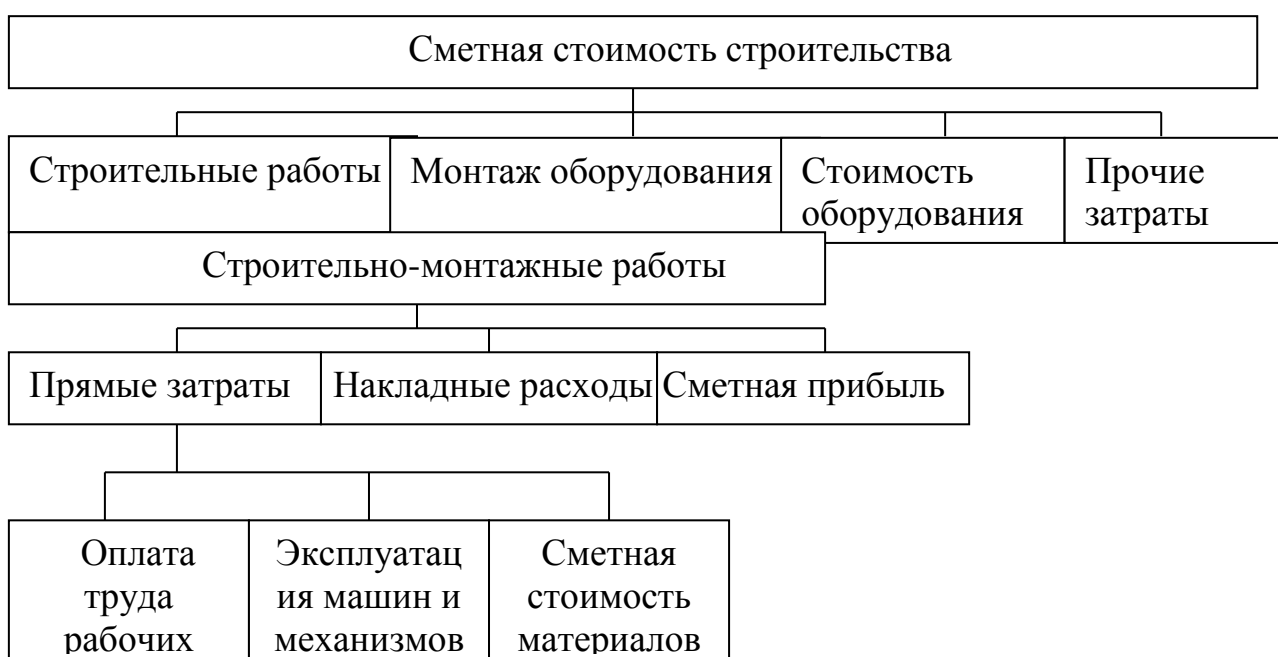 Сметная стоимость строительства
Строительные работы
Монтаж оборудования
Стоимость
оборудования
Прочие
затраты
Строительно-монтажные работы
Прямые затраты
Накладные расходы
Сметная прибыль
Оплата
труда
рабочих
Эксплуатац
ия машин и
механизмов
Сметная
стоимость
материалов